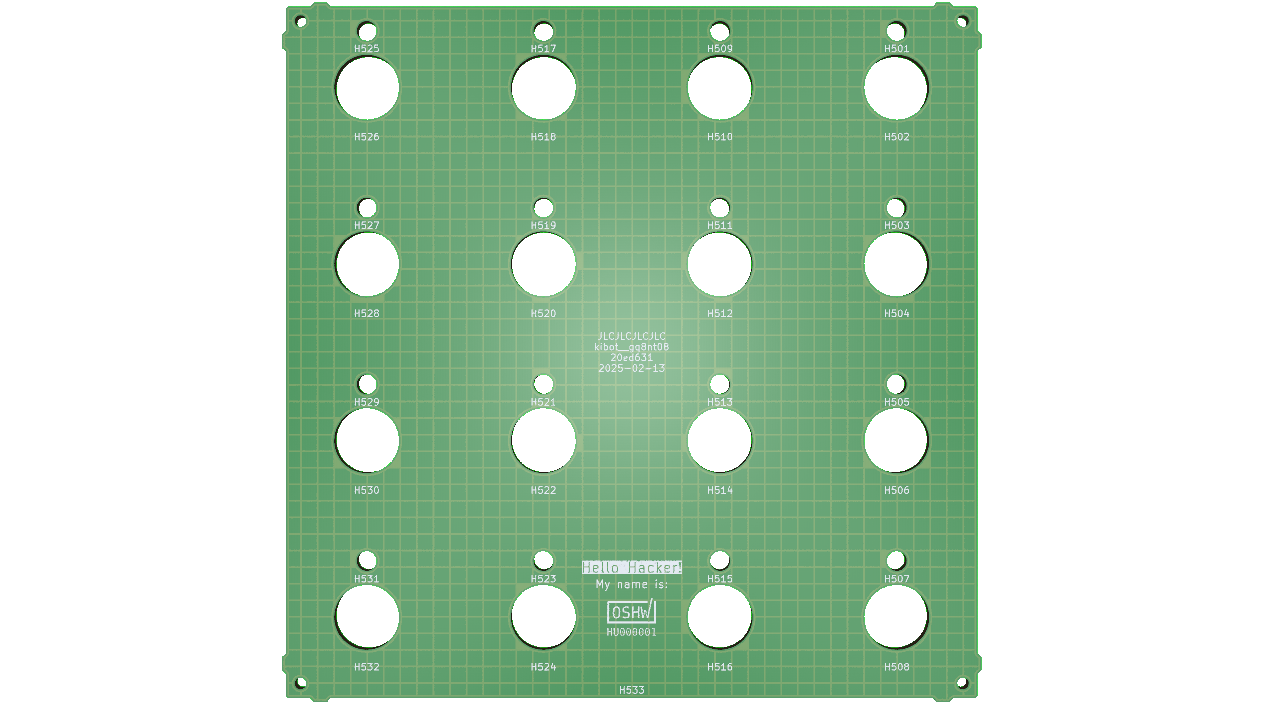 H525 H517 H509 H501
H526 H518 H510 H502
H527 H519 H511 H503
H528 H520 H512 H504
JLCJLCJLCJLC
kibot__gq8nt08
20ed631
2025-02-13
H529 H521 H513 H505
H530 H522 H514 H506
Hello Hacker!
H531 H523 My name is: H515 H507
OSHW
HU000001
H532 H524 H516 H508
H533